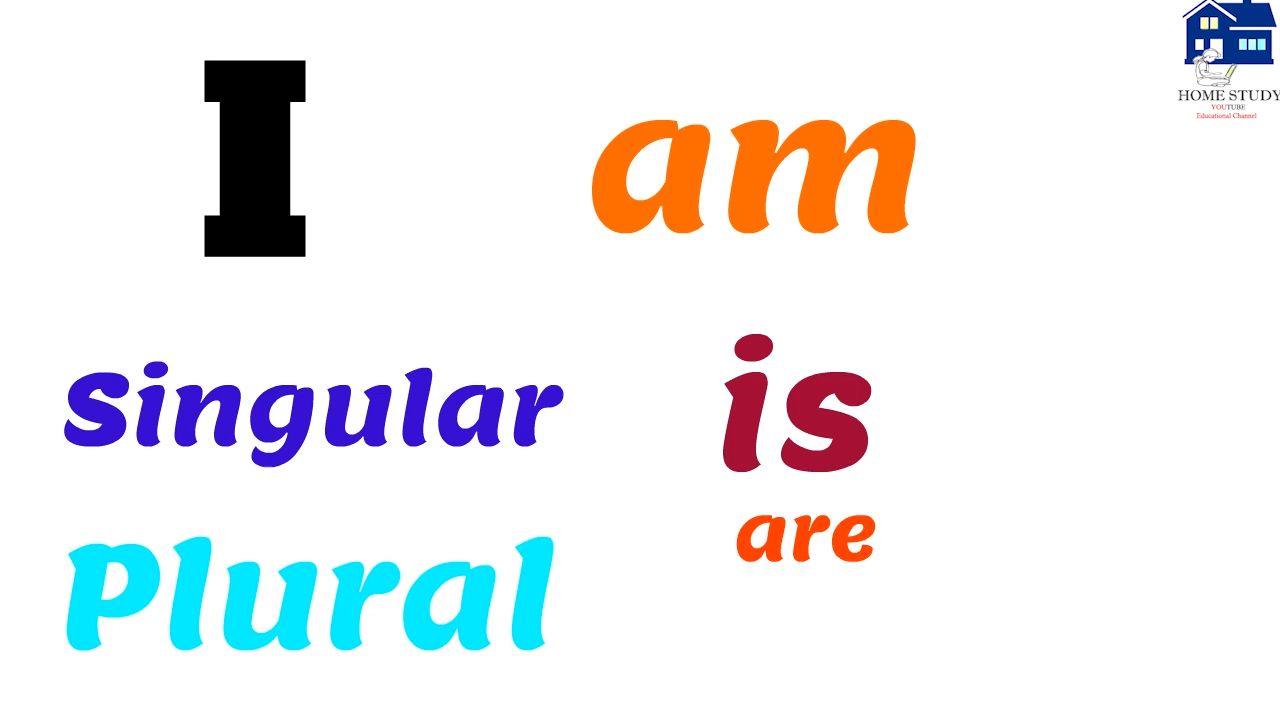 I am
Singular is
are
Plural
HOME STUDY
YOUTUBE
Educational Channel